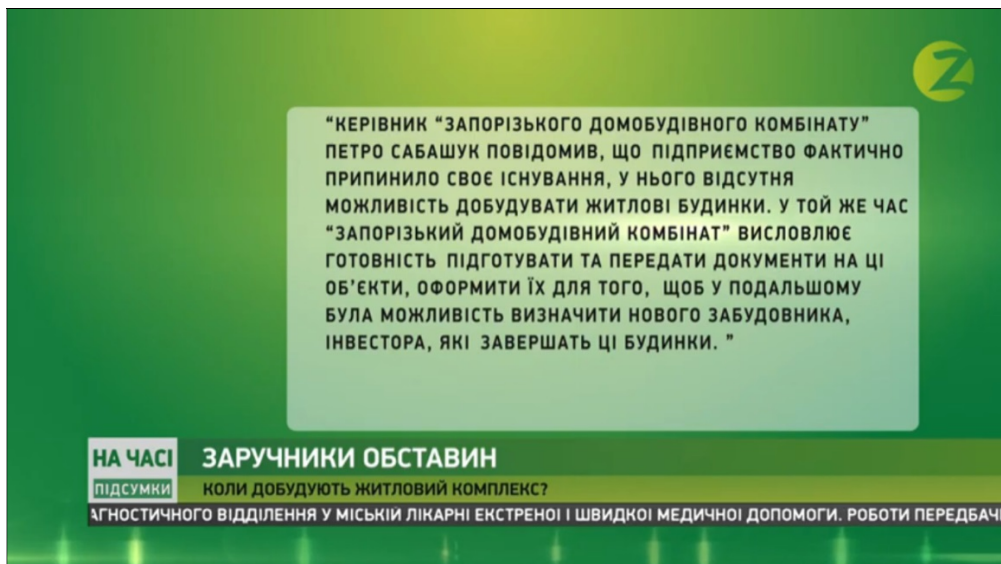 Z
“КЕРІВНИК “ЗАПОРІЗЬКОГО ДОМОБУДІВНОГО КОМБІНАТУ”
ПЕТРО САБАШУК ПОВІДОМИВ, ЩО ПІДПРИЄМСТВО ФАКТИЧНО
ПРИПИНИЛО СВОЄ ІСНУВАННЯ, У НЬОГО ВІДСУТНЯ
МОЖЛИВІСТЬ ДОБУДУВАТИ ЖИТЛОВІ БУДИНКИ. У ТОЙ ЖЕ ЧАС
“ЗАПОРІЗЬКИЙ ДОМОБУДІВНИЙ КОМБІНАТ” ВИСЛОВЛЮЄ
ГОТОВНІСТЬ ПІДГОТУВАТИ ТА ПЕРЕДАТИ ДОКУМЕНТИ НА ЦІ
ОБ’ЄКТИ, ОФОРМИТИ ЇХ ДЛЯ ТОГО, ЩОБ У ПОДАЛЬШОМУ
БУЛА МОЖЛИВІСТЬ ВИЗНАЧИТИ НОВОГО ЗАБУДОВНИКА,
ІНВЕСТОРА, ЯКІ ЗАВЕРШАТЬ ЦІ БУДИНКИ. ”
НА ЧАСІ
ПІДСУМКИ
ЗАРУЧНИКИ ОБСТАВИН
КОЛИ ДОБУДУЮТЬ ЖИТЛОВИЙ КОМПЛЕКС?
АГНОСТИЧНОГО ВІДДІЛЕННЯ У МІСЬКІЙ ЛІКАРНІ ЕКСТРЕНОЇ І ШВИДКОЇ МЕДИЧНОЇ ДОПОМОГИ. РОБОТИ ПЕРЕДБАЧ